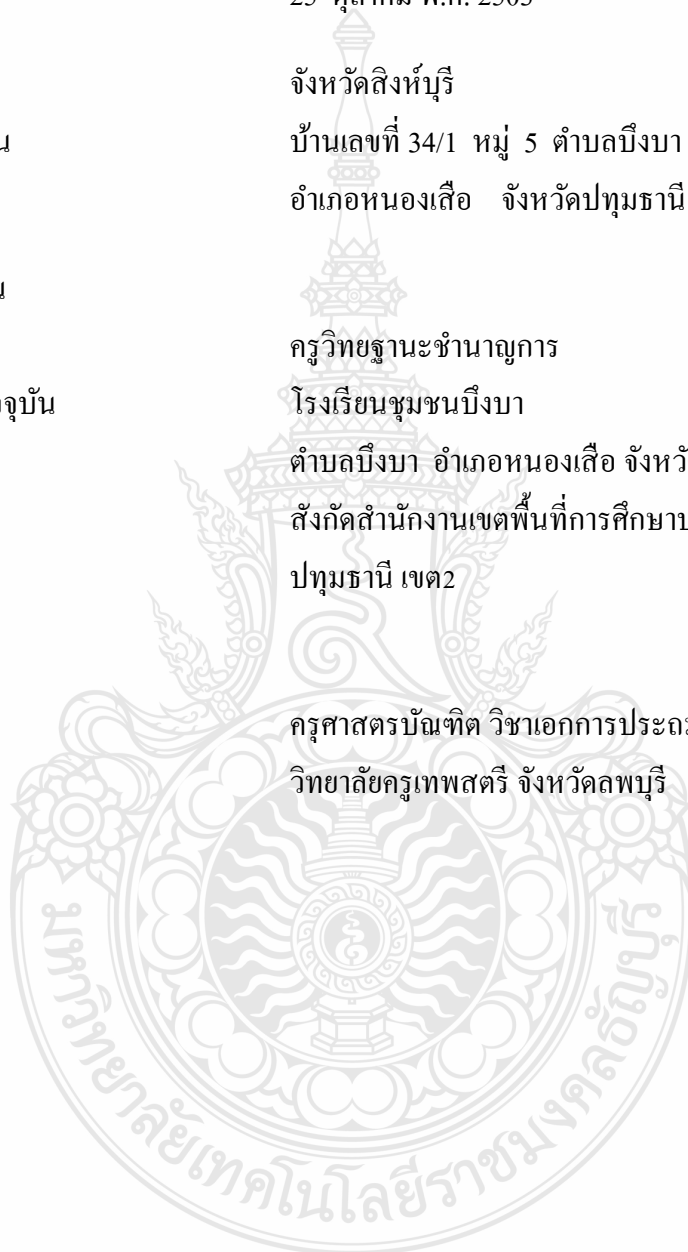 จังหวัดสิงห์บุรี
น บ้านเลขที่ 34/1 หมู่ 5 ตำบลบึงบา
อำเภอหนองเสือ จังหวัดปทุมธานี
น
ครูวิทยฐานะชำนาญการ
จุบัน โรงเรียนชุมชนบึงบา
ตำบลบึงบา อำเภอหนองเสือ จังหวั
สังกัดสำนักงานเขตพื้นที่การศึกษา
ปทุมธานี เขต2
ครุศาสตรบัณฑิต วิชาเอกการประถ
วิทยาลัยครูเทพสตรี จังหวัดลพบุรี
มหาวิทยาลัยเทคโนโลยีราชมงคลธัญบุรี